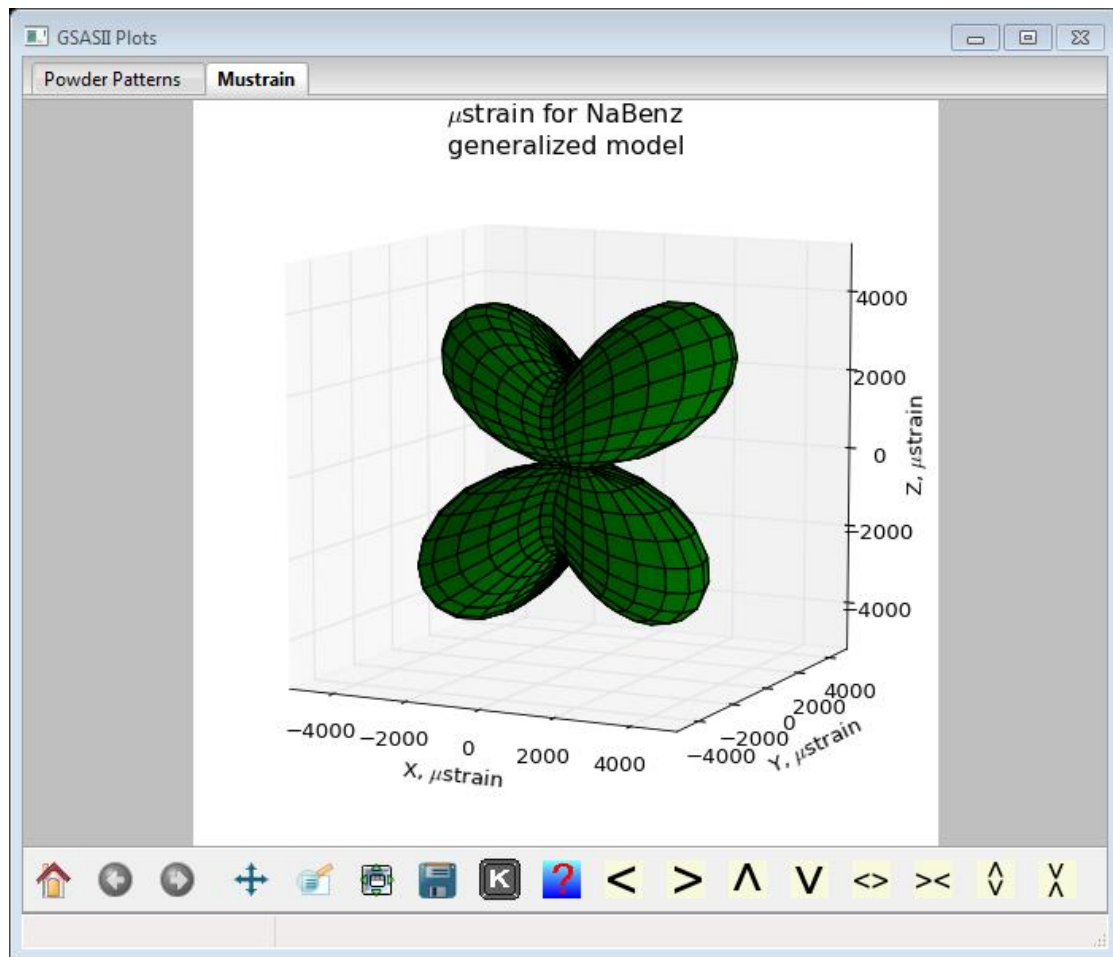 GSASII Plots
Powder Patterns
Mustrain
μstrain for NaBenz
generalized model
4000
2000
0
−2000
−4000
Z, μstrain
−4000
−2000
0
2000
4000
X, μstrain
−4000
−2000
0
2000
4000
Y, μstrain
K
?
< > ∧ ∨ <> ><